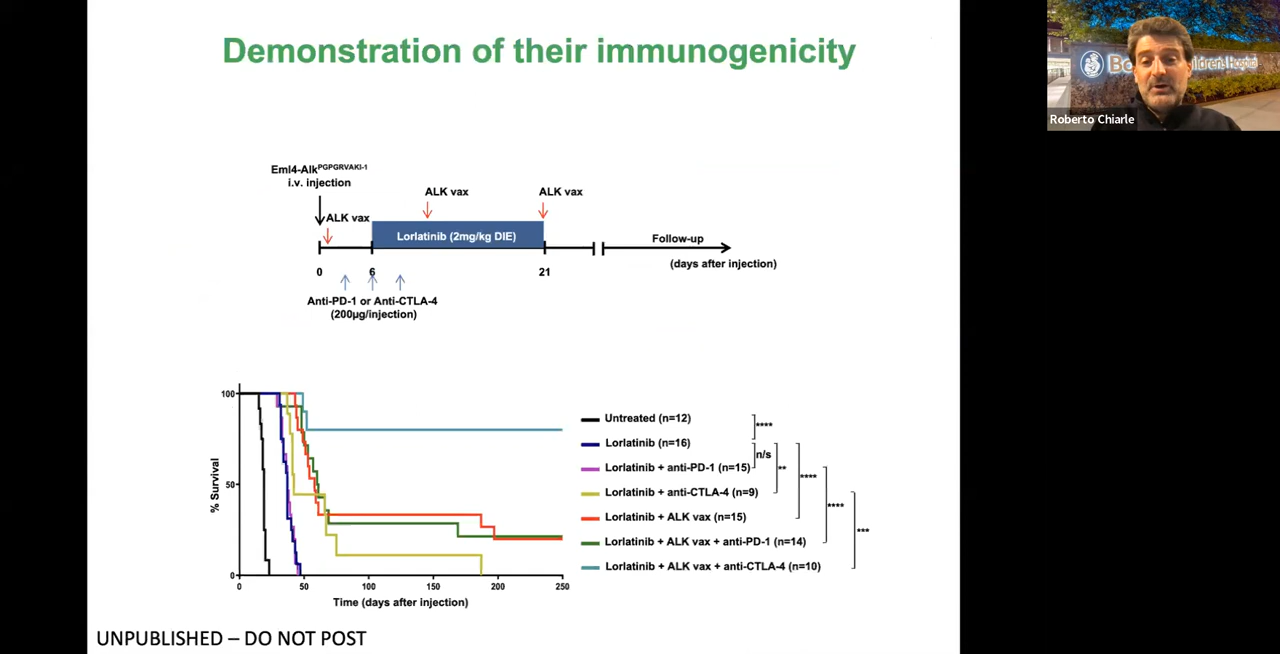 Demonstration of their immunogenicity
Roberto Chiarle
Eml4-Alk^PGPGRVAKI-1
i.v. injection
ALK vax
ALK vax
ALK vax
Lorlatinib (2mg/kg DIE)
Follow-up
(days after injection)
0
6
21
Anti-PD-1 or Anti-CTLA-4
(200µg/injection)
% Survival
100
50
0
0
50
100
150
200
250
Time (days after injection)
Untreated (n=12)
Lorlatinib (n=16)
Lorlatinib + anti-PD-1 (n=15)
Lorlatinib + anti-CTLA-4 (n=9)
Lorlatinib + ALK vax (n=15)
Lorlatinib + ALK vax + anti-PD-1 (n=14)
Lorlatinib + ALK vax + anti-CTLA-4 (n=10)
****
n/s
**
****
****
***
UNPUBLISHED – DO NOT POST